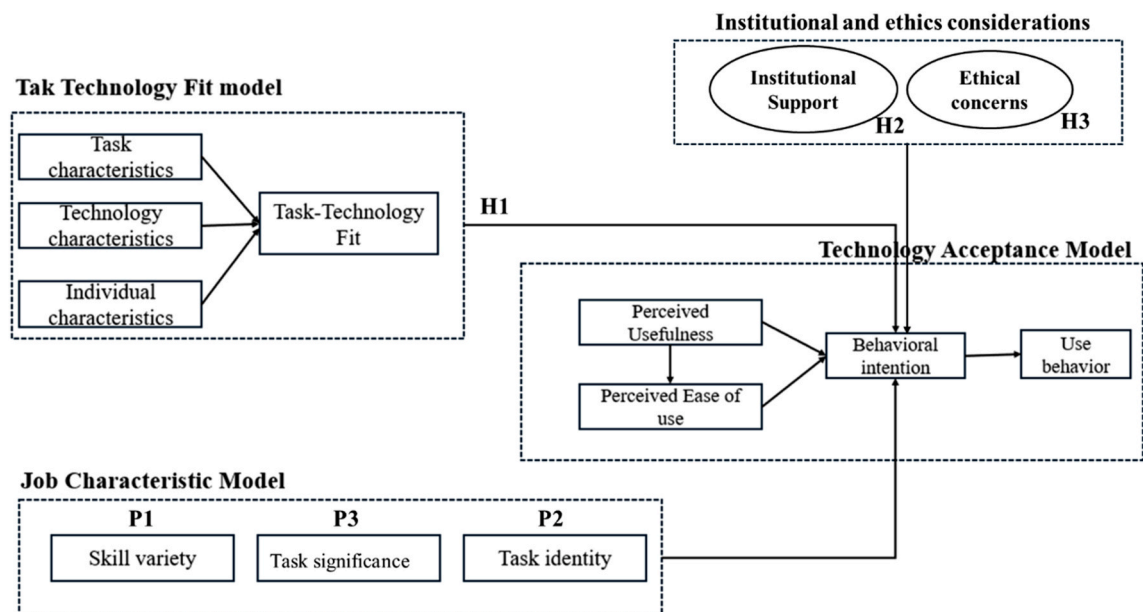 Institutional and ethics considerations
Institutional
Support
H2
Ethical
concerns
H3
Tak Technology Fit model
Task
characteristics
Technology
characteristics
Individual
characteristics
Task-Technology
Fit
H1
Technology Acceptance Model
Perceived
Usefulness
Perceived Ease of
use
Behavioral
intention
Use
behavior
Job Characteristic Model
P1
Skill variety
P3
Task significance
P2
Task identity